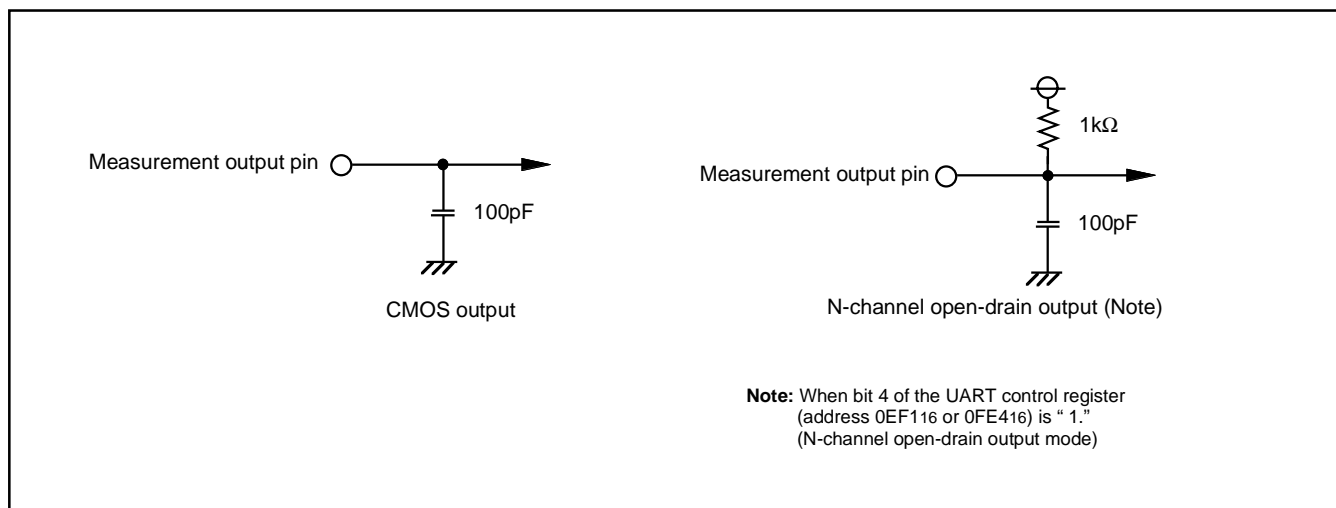 Measurement output pin
100pF
CMOS output
1kΩ
Measurement output pin
100pF
N-channel open-drain output (Note)
Note: When bit 4 of the UART control register
(address 0EF116 or 0FE416) is “ 1.”
(N-channel open-drain output mode)